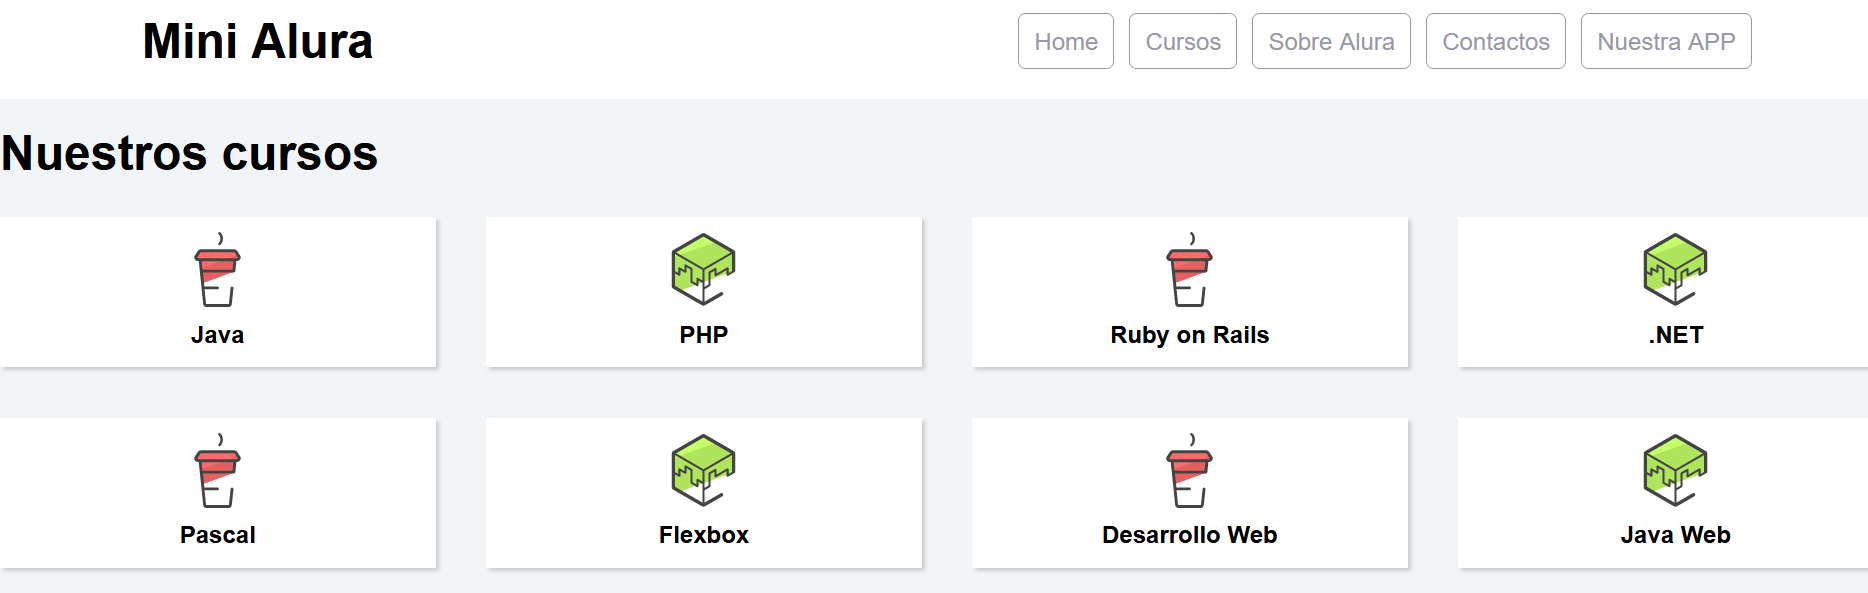 Mini Alura
Home Cursos Sobre Alura Contactos Nuestra APP
Nuestros cursos
Java PHP Ruby on Rails .NET
Pascal Flexbox Desarrollo Web Java Web